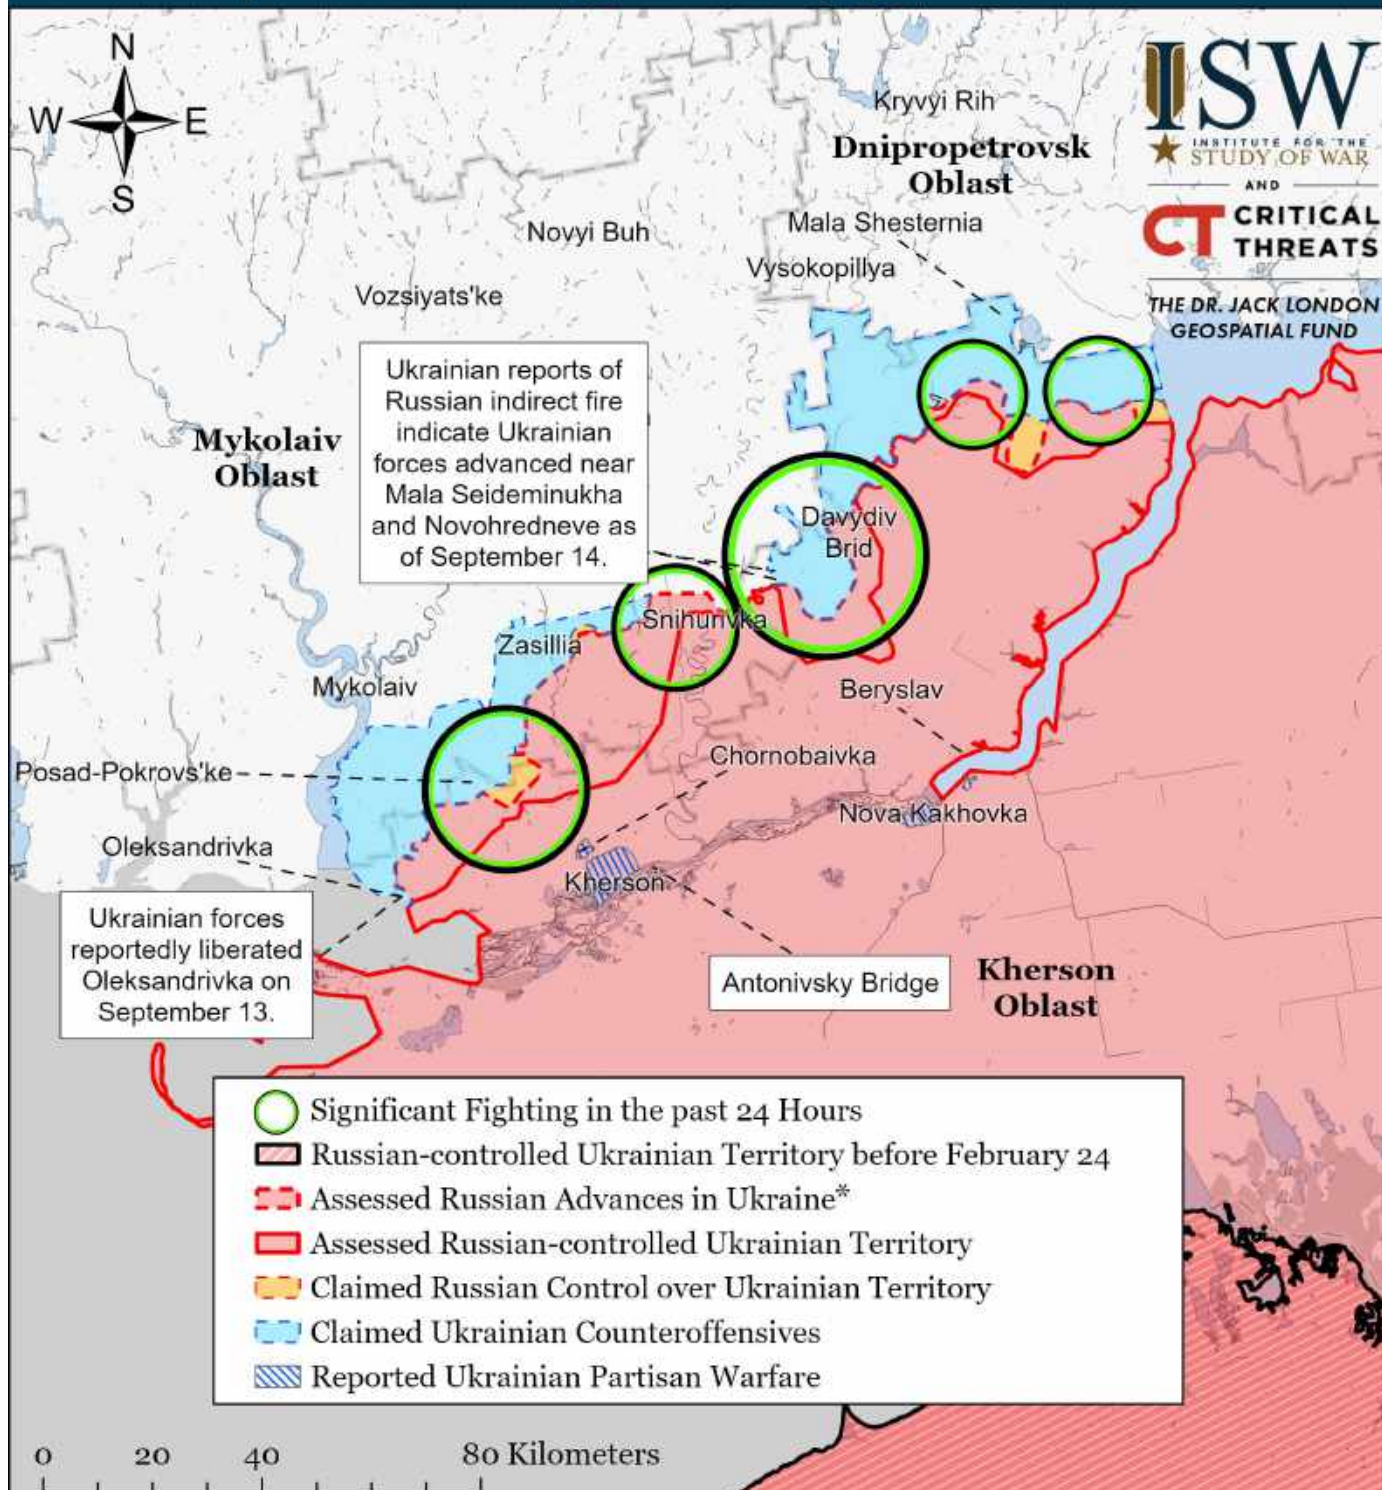 N
W E
S
ISW
INSTITUTE FOR THE
STUDY OF WAR
AND
CT CRITICAL
THREATS
THE DR. JACK LONDON
GEOSPATIAL FUND
Kryvyi Rih
Dnipropetrovsk
Oblast
Mala Shesternia
Novyi Buh
Vysokopillya
Vozsiyats'ke
Ukrainian reports of
Russian indirect fire
indicate Ukrainian
forces advanced near
Mala Seideminukha
and Novohredneve as
of September 14.
Mykolaiv
Oblast
Davydiv
Brid
Snihurivka
Zasillia
Mykolaiv
Beryslav
Chornobaivka
Posad-Pokrovs'ke
Nova Kakhovka
Oleksandrivka
Kherson
Ukrainian forces
reportedly liberated
Oleksandrivka on
September 13.
Antonivsky Bridge
Kherson
Oblast
Significant Fighting in the past 24 Hours
Russian-controlled Ukrainian Territory before February 24
Assessed Russian Advances in Ukraine*
Assessed Russian-controlled Ukrainian Territory
Claimed Russian Control over Ukrainian Territory
Claimed Ukrainian Counteroffensives
Reported Ukrainian Partisan Warfare
0 20 40 80 Kilometers